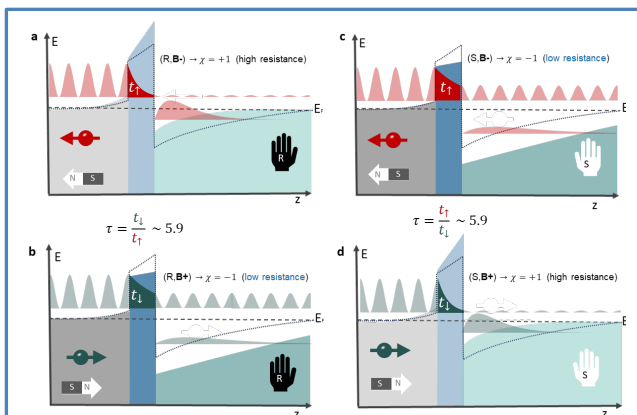 a
E
(R,B-) → χ = +1 (high resistance)
t↑
E
R
N S
z
τ = t↓/t↑ ~ 5.9
b
E
(R,B+) → χ = −1 (low resistance)
t↓
E
R
S N
z
c
E
(S,B-) → χ = −1 (low resistance)
t↑
E
S
N S
z
τ = t↑/t↓ ~ 5.9
d
E
(S,B+) → χ = +1 (high resistance)
t↓
E
S
S N
z